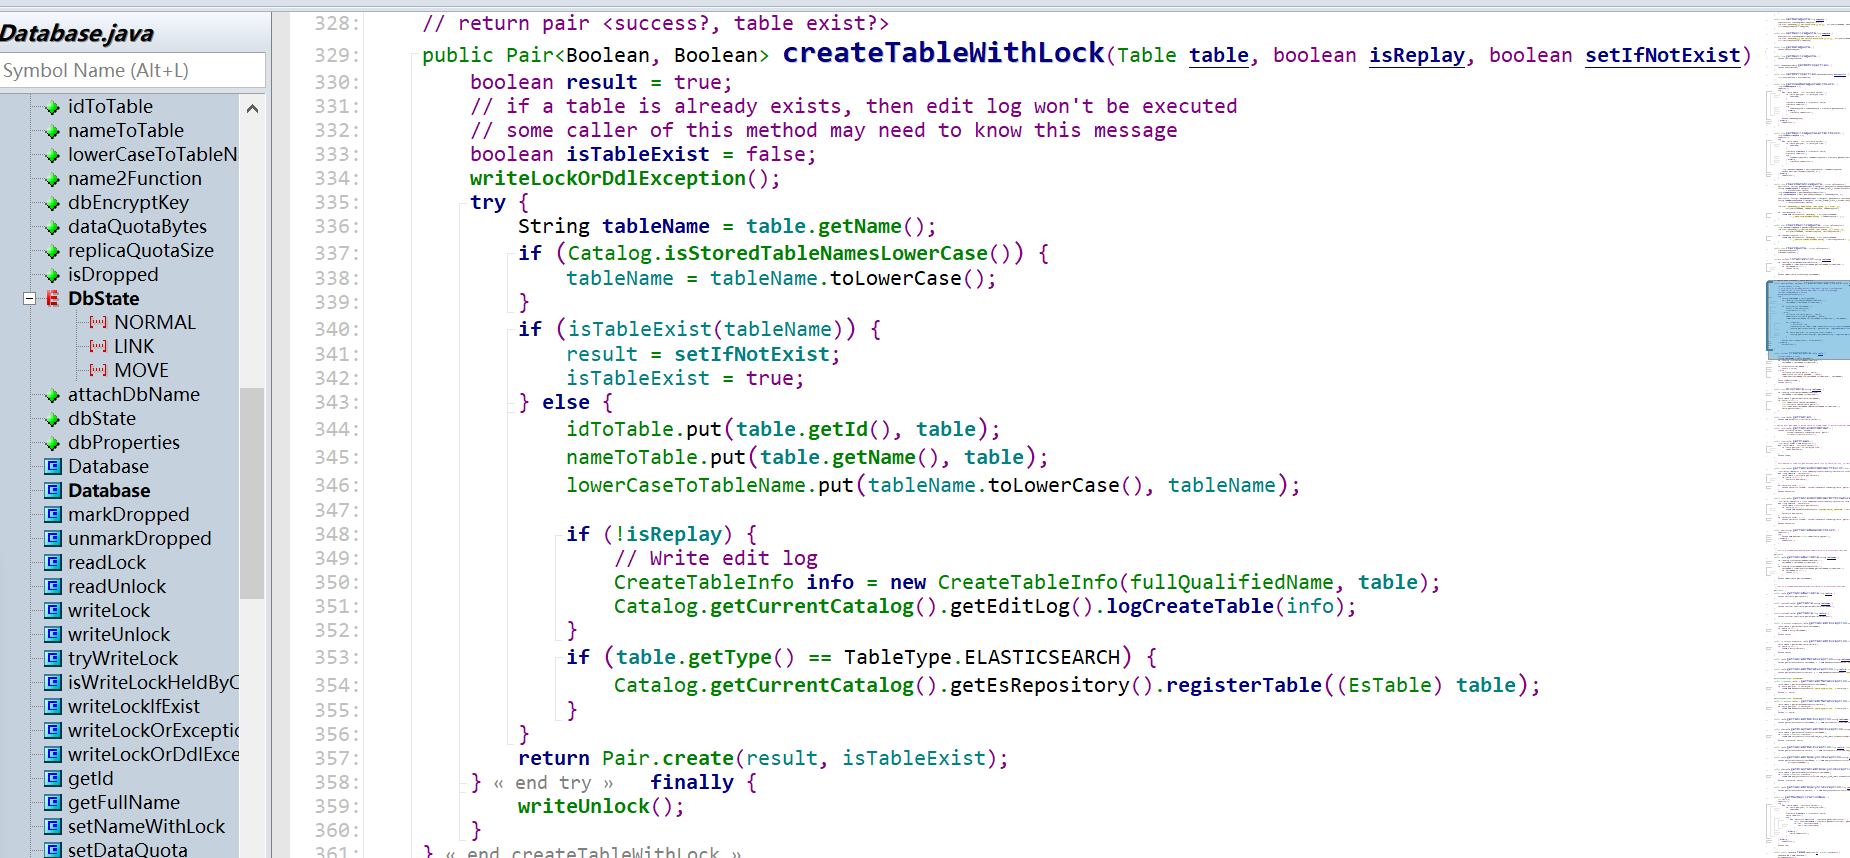 Database.java
Symbol Name (Alt+L)
idToTable
nameToTable
lowerCaseToTableN
name2Function
dbEncryptKey
dataQuotaBytes
replicaQuotaSize
isDropped
DbState
NORMAL
LINK
MOVE
attachDbName
dbState
dbProperties
Database
Database
markDropped
unmarkDropped
readLock
readUnlock
writeLock
writeUnlock
tryWriteLock
isWriteLockHeldByC
writeLockIfExist
writeLockOrExceptic
writeLockOrDdlExce
getId
getFullName
setNameWithLock
setDataQuota
328: // return pair <success?, table exist?>
329: public Pair<Boolean, Boolean> createTableWithLock(Table table, boolean isReplay, boolean setIfNotExist)
330: boolean result = true;
331: // if a table is already exists, then edit log won't be executed
332: // some caller of this method may need to know this message
333: boolean isTableExist = false;
334: writeLockOrDdlException();
335: try {
336: String tableName = table.getName();
337: if (Catalog.isStoredTableNamesLowerCase()) {
338: tableName = tableName.toLowerCase();
339: }
340: if (isTableExist(tableName)) {
341: result = setIfNotExist;
342: isTableExist = true;
343: } else {
344: idToTable.put(table.getId(), table);
345: nameToTable.put(table.getName(), table);
346: lowerCaseToTableName.put(tableName.toLowerCase(), tableName);
347:
348: if (!isReplay) {
349: // Write edit log
350: CreateTableInfo info = new CreateTableInfo(fullQualifiedName, table);
351: Catalog.getCurrentCatalog().getEditLog().logCreateTable(info);
352: }
353: if (table.getType() == TableType.ELASTICSEARCH) {
354: Catalog.getCurrentCatalog().getEsRepository().registerTable((EsTable) table);
355: }
356: }
357: return Pair.create(result, isTableExist);
358: } « end try » finally {
359: writeUnlock();
360: }
361: } « end createTableWithLock »